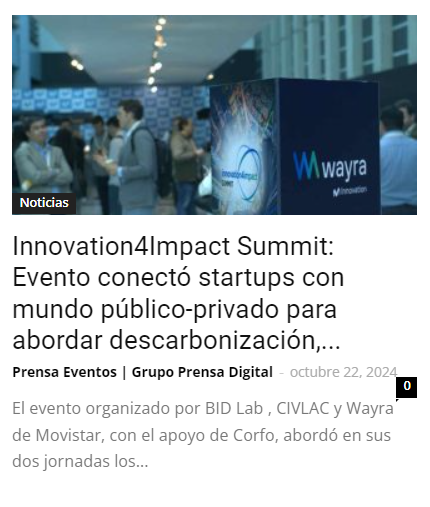 innovation4impact
SUMMIT
wayra
Innovation
Noticias
Innovation4Impact Summit:
Evento conectó startups con
mundo público-privado para
abordar descarbonización,...
Prensa Eventos | Grupo Prensa Digital - octubre 22, 2024
0
El evento organizado por BID Lab , CIVLAC y Wayra
de Movistar, con el apoyo de Corfo, abordó en sus
dos jornadas los...